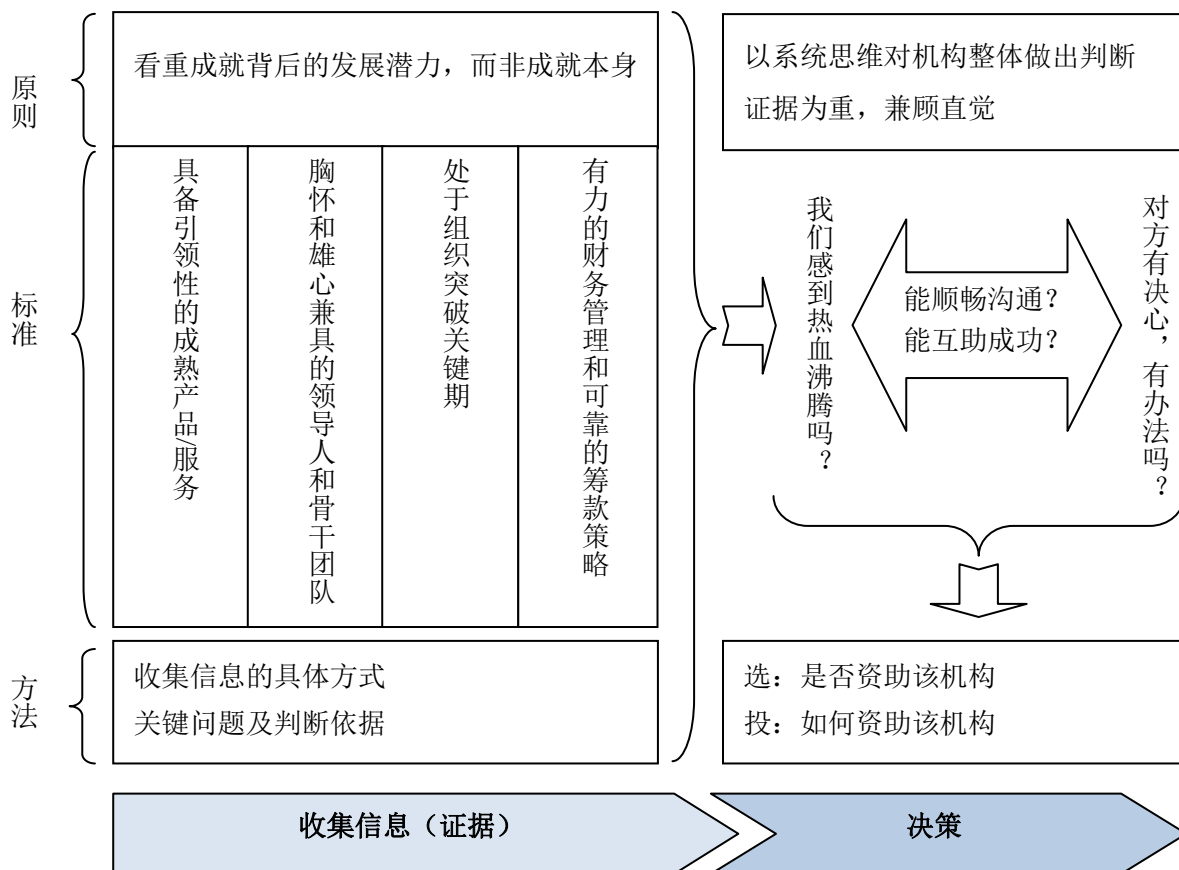 原则
看重成就背后的发展潜力，而非成就本身
标准
具备引领性的成熟产品/服务
胸怀和雄心兼具的领导人和骨干团队
处于组织突破关键期
有力的财务管理和可靠的筹款策略
方法
收集信息的具体方式
关键问题及判断依据
收集信息（证据）
以系统思维对机构整体做出判断
证据为重，兼顾直觉
我们感到热血沸腾吗？
能顺畅沟通？
能互助成功？
对方有决心，有办法吗？
选：是否资助该机构
投：如何资助该机构
决策